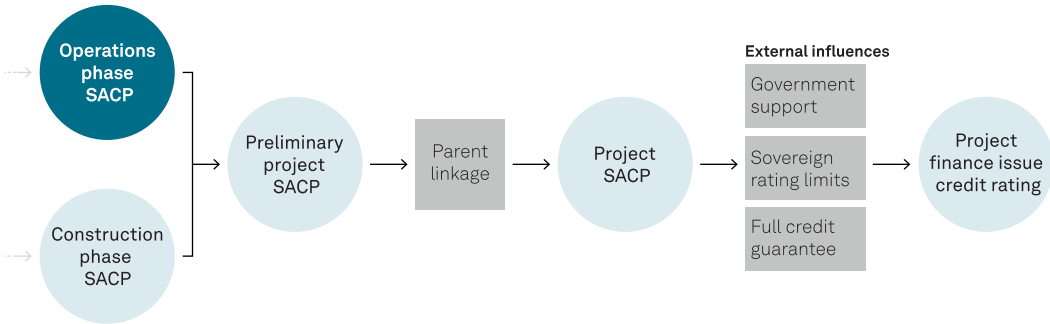 Operations
phase
SACP
Construction
phase
SACP
Preliminary
project
SACP
Parent
linkage
Project
SACP
External influences
Government
support
Sovereign
rating limits
Full credit
guarantee
Project
finance issue
credit rating